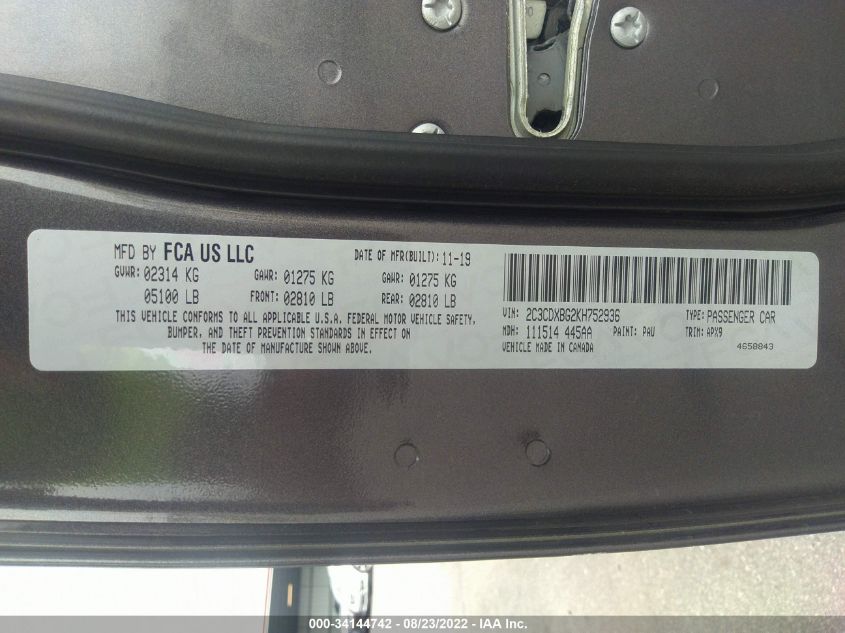 MFD BY FCA US LLC DATE OF MFR(BUILT): 11-19
GVWR: 02314 KG GAWR: 01275 KG GAWR: 01275 KG
05100 LB FRONT: 02810 LB REAR: 02810 LB
THIS VEHICLE CONFORMS TO ALL APPLICABLE U.S.A. FEDERAL MOTOR VEHICLE SAFETY,
BUMPER, AND THEFT PREVENTION STANDARDS IN EFFECT ON
THE DATE OF MANUFACTURE SHOWN ABOVE.
VIN: 2C3CDXBG2KH752936 TYPE: PASSENGER CAR
MDH: 111514 445AA PAINT: PAU TRIM: APX9
VEHICLE MADE IN CANADA 4658843
000-34144742 - 08/23/2022 - IAA Inc.